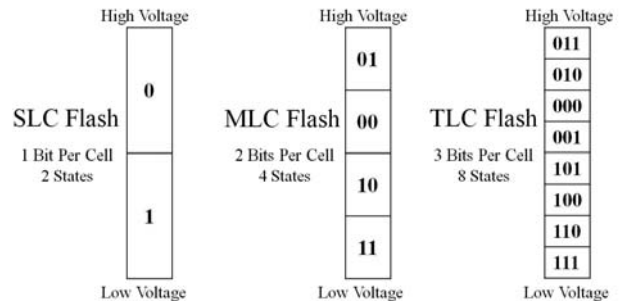 High Voltage
SLC Flash
1 Bit Per Cell
2 States
0
1
Low Voltage
High Voltage
MLC Flash
2 Bits Per Cell
4 States
01
00
10
11
Low Voltage
High Voltage
TLC Flash
3 Bits Per Cell
8 States
011
010
000
001
101
100
110
111
Low Voltage